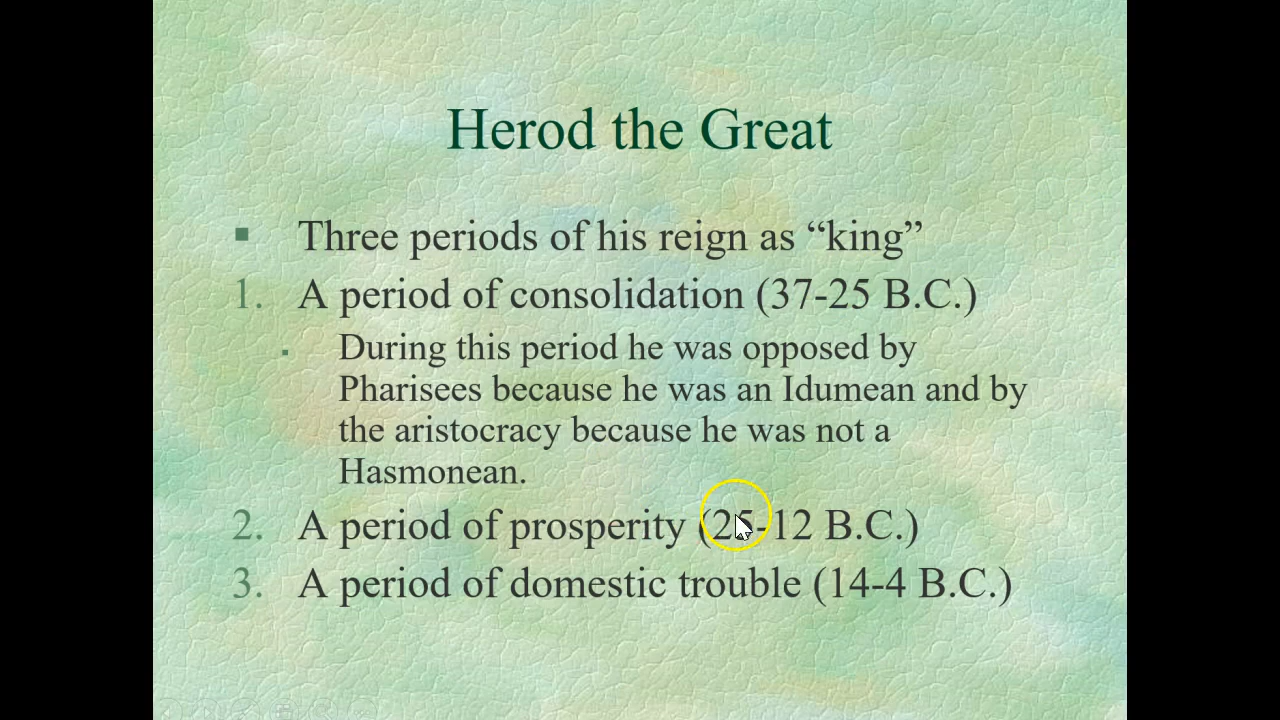 Herod the Great
Three periods of his reign as “king”
1. A period of consolidation (37-25 B.C.)
During this period he was opposed by
Pharisees because he was an Idumean and by
the aristocracy because he was not a
Hasmonean.
2. A period of prosperity (25-12 B.C.)
3. A period of domestic trouble (14-4 B.C.)